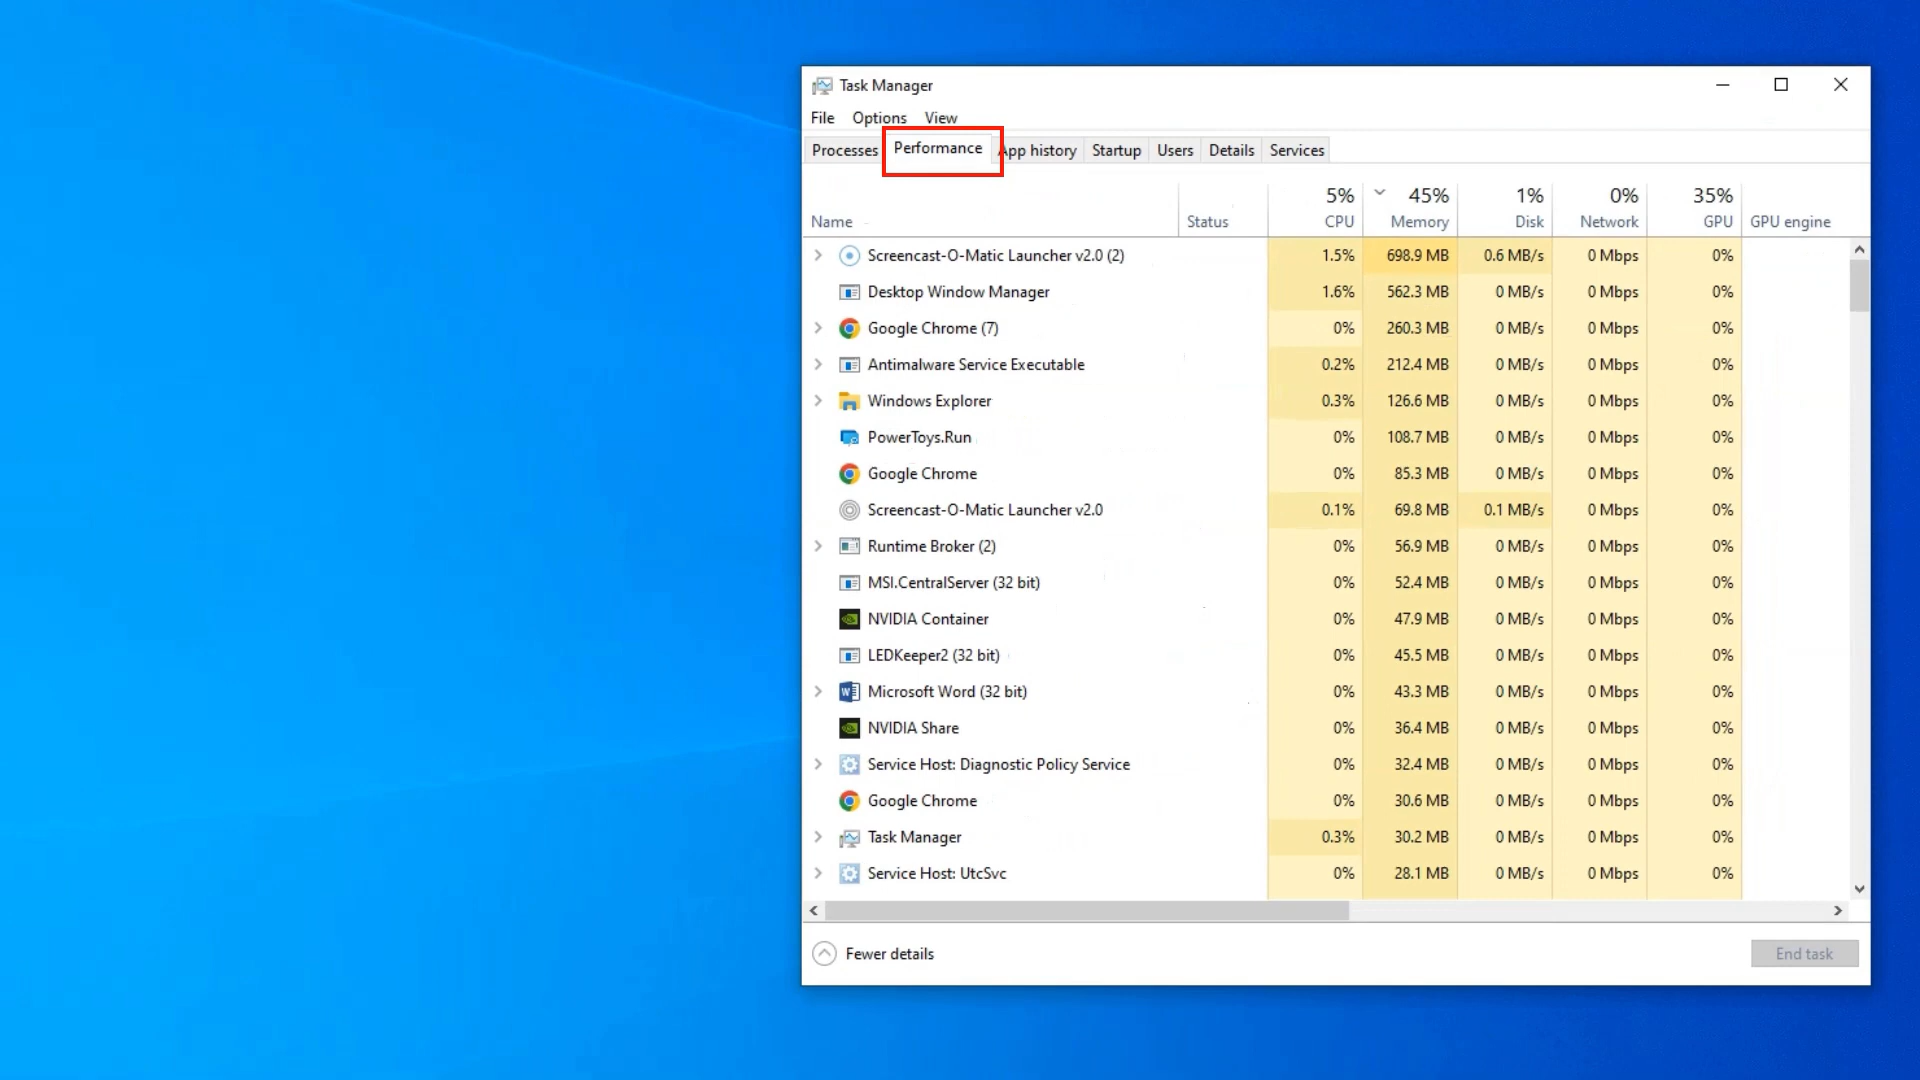 Task Manager
File Options View
Processes Performance App history Startup Users Details Services
5% 45% 1% 0% 35%
Name Status CPU Memory Disk Network GPU GPU engine
Screencast-O-Matic Launcher v2.0 (2) 1.5% 698.9 MB 0.6 MB/s 0 Mbps 0%
Desktop Window Manager 1.6% 562.3 MB 0 MB/s 0 Mbps 0%
Google Chrome (7) 0% 260.3 MB 0 MB/s 0 Mbps 0%
Antimalware Service Executable 0.2% 212.4 MB 0 MB/s 0 Mbps 0%
Windows Explorer 0.3% 126.6 MB 0 MB/s 0 Mbps 0%
PowerToys.Run 0% 108.7 MB 0 MB/s 0 Mbps 0%
Google Chrome 0% 85.3 MB 0 MB/s 0 Mbps 0%
Screencast-O-Matic Launcher v2.0 0.1% 69.8 MB 0.1 MB/s 0 Mbps 0%
Runtime Broker (2) 0% 56.9 MB 0 MB/s 0 Mbps 0%
MSI.CentralServer (32 bit) 0% 52.4 MB 0 MB/s 0 Mbps 0%
NVIDIA Container 0% 47.9 MB 0 MB/s 0 Mbps 0%
LEDKeeper2 (32 bit) 0% 45.5 MB 0 MB/s 0 Mbps 0%
Microsoft Word (32 bit) 0% 43.3 MB 0 MB/s 0 Mbps 0%
NVIDIA Share 0% 36.4 MB 0 MB/s 0 Mbps 0%
Service Host: Diagnostic Policy Service 0% 32.4 MB 0 MB/s 0 Mbps 0%
Google Chrome 0% 30.6 MB 0 MB/s 0 Mbps 0%
Task Manager 0.3% 30.2 MB 0 MB/s 0 Mbps 0%
Service Host: UtcSvc 0% 28.1 MB 0 MB/s 0 Mbps 0%
Fewer details End task